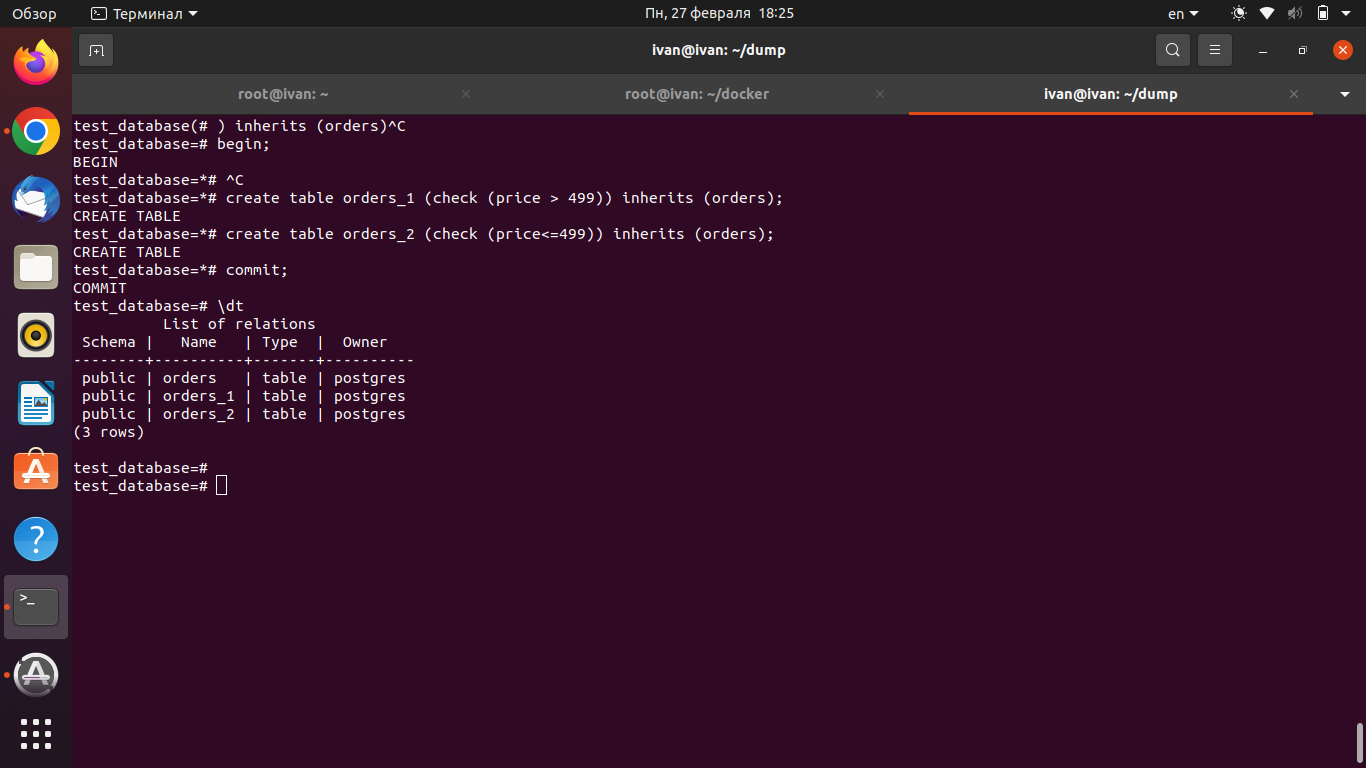 Обзор
Терминал
Пн, 27 февраля 18:25
en
ivan@ivan: ~/dump
root@ivan: ~
root@ivan: ~/docker
ivan@ivan: ~/dump
test_database(# ) inherits (orders)^C
test_database=# begin;
BEGIN
test_database=*# ^C
test_database=*# create table orders_1 (check (price > 499)) inherits (orders);
CREATE TABLE
test_database=*# create table orders_2 (check (price<=499)) inherits (orders);
CREATE TABLE
test_database=*# commit;
COMMIT
test_database=# \dt
          List of relations
 Schema |   Name   | Type  |  Owner
--------+----------+-------+----------
 public | orders   | table | postgres
 public | orders_1 | table | postgres
 public | orders_2 | table | postgres
(3 rows)
test_database=#
test_database=#